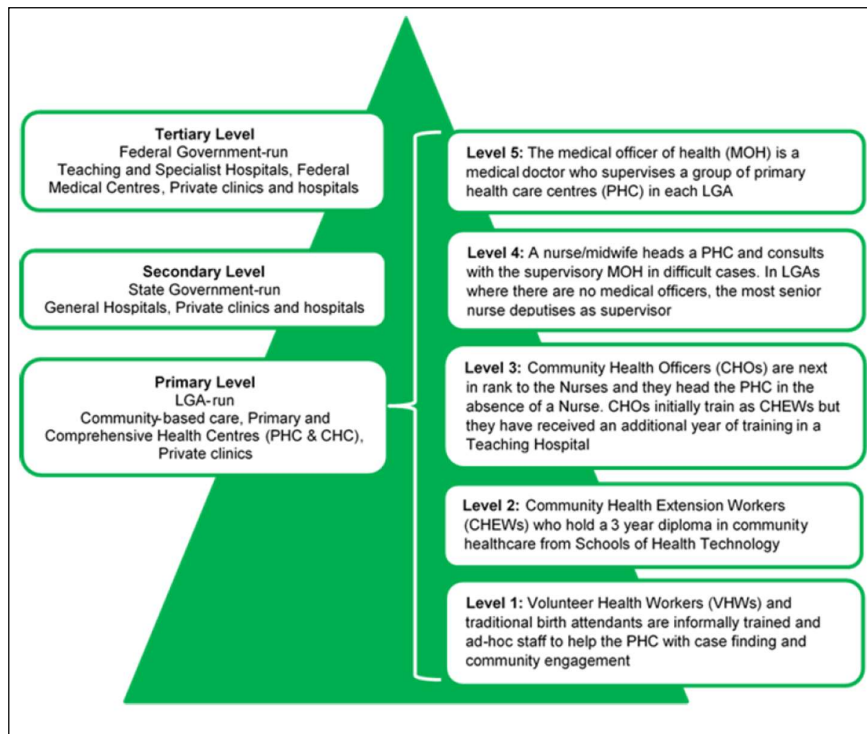 Tertiary Level
Federal Government-run
Teaching and Specialist Hospitals, Federal
Medical Centres, Private clinics and hospitals
Secondary Level
State Government-run
General Hospitals, Private clinics and hospitals
Primary Level
LGA-run
Community-based care, Primary and
Comprehensive Health Centres (PHC & CHC),
Private clinics
Level 5: The medical officer of health (MOH) is a
medical doctor who supervises a group of primary
health care centres (PHC) in each LGA
Level 4: A nurse/midwife heads a PHC and consults
with the supervisory MOH in difficult cases. In LGAs
where there are no medical officers, the most senior
nurse deputises as supervisor
Level 3: Community Health Officers (CHOs) are next
in rank to the Nurses and they head the PHC in the
absence of a Nurse. CHOs initially train as CHEWs but
they have received an additional year of training in a
Teaching Hospital
Level 2: Community Health Extension Workers
(CHEWs) who hold a 3 year diploma in community
healthcare from Schools of Health Technology
Level 1: Volunteer Health Workers (VHWs) and
traditional birth attendants are informally trained and
ad-hoc staff to help the PHC with case finding and
community engagement